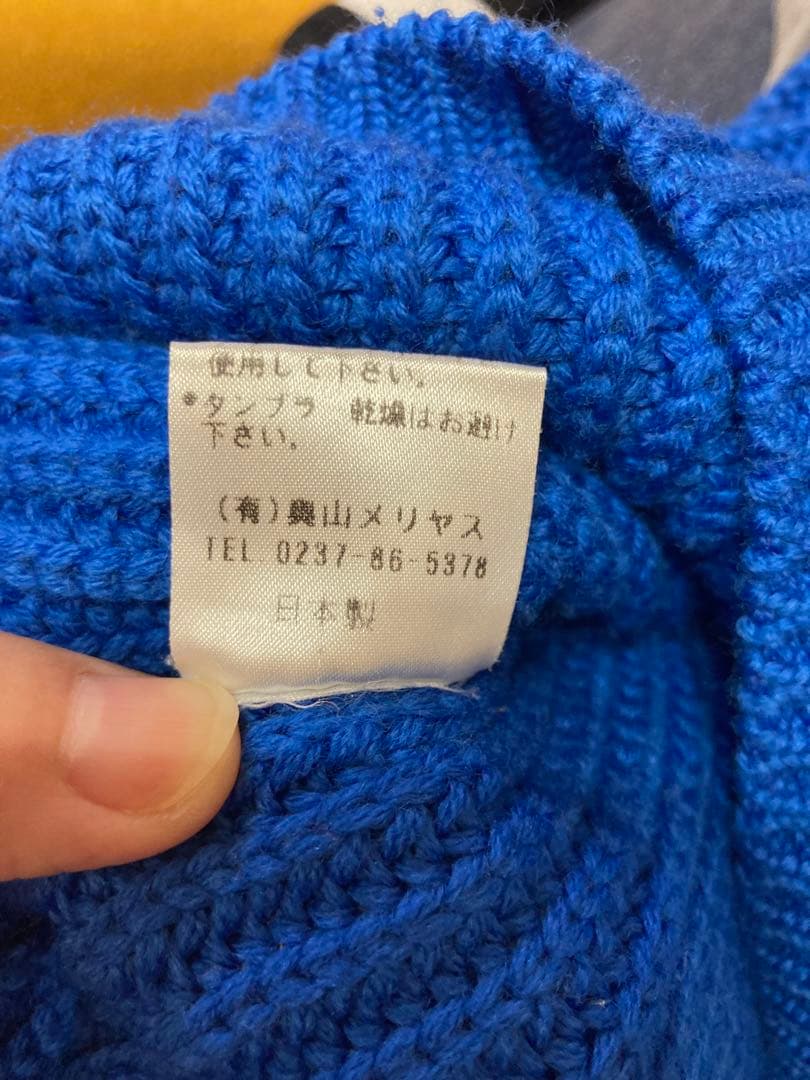 使用して下さい.
*タンブラ 乾燥はお避け
下さい.
(有)奥山メリヤス
TEL 0237-86-5378
日本製